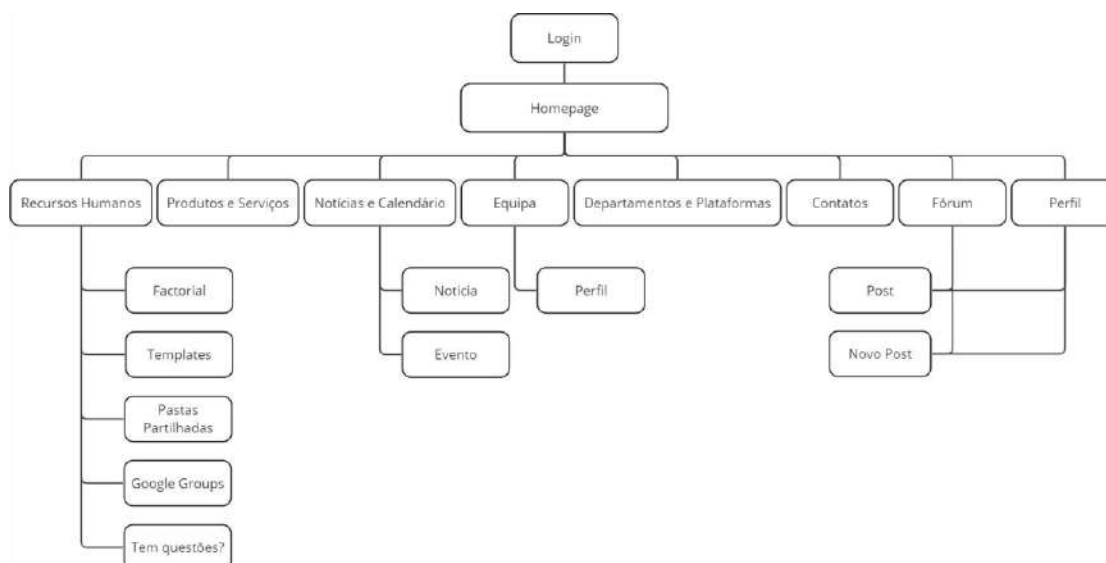 Login
Homepage
Recursos Humanos
Produtos e Serviços
Notícias e Calendário
Equipa
Departamentos e Plataformas
Contatos
Fórum
Perfil
Factorial
Noticia
Perfil
Post
Templates
Evento
Novo Post
Pastas
Partilhadas
Google Groups
Tem questões?